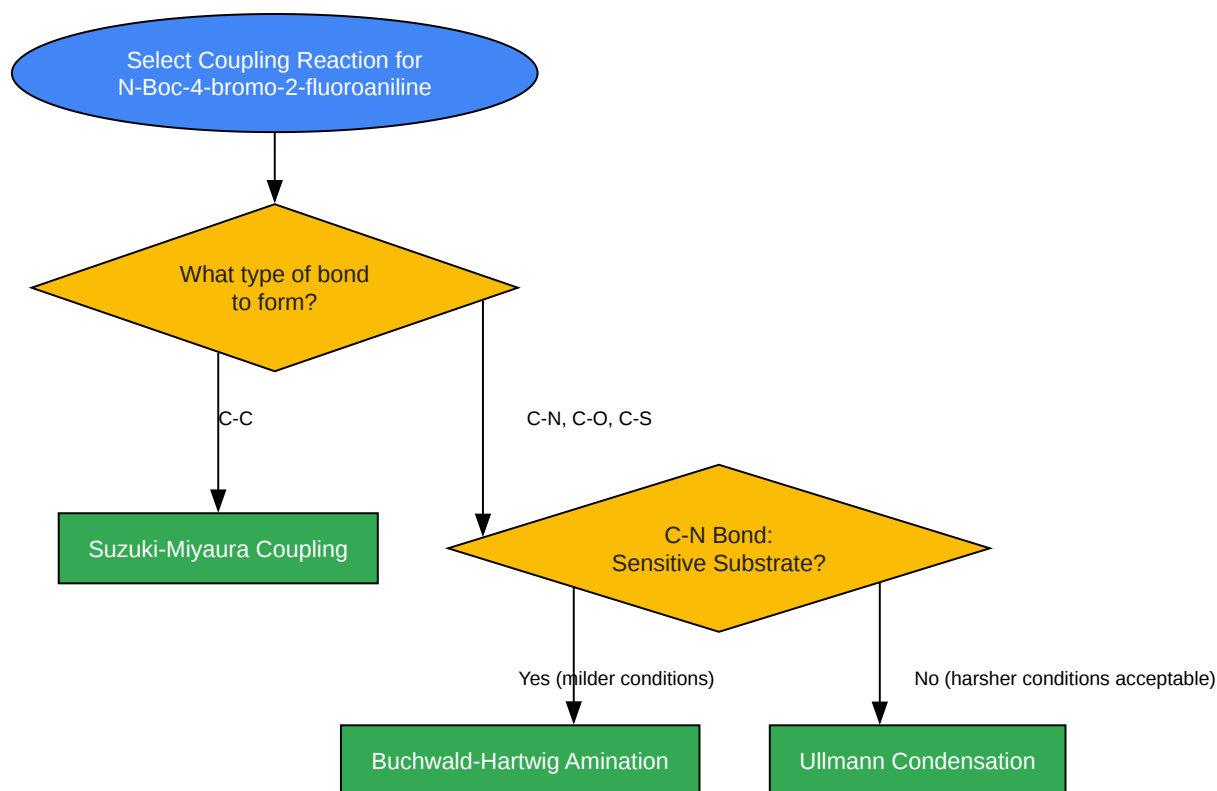 Select Coupling Reaction for
N-Boc-4-bromo-2-fluoroaniline
What type of bond
to form?
C-C
C-N, C-O, C-S
Suzuki-Miyaura Coupling
C-N Bond:
Sensitive Substrate?
Yes (milder conditions)
No (harsher conditions acceptable)
Buchwald-Hartwig Amination
Ullmann Condensation